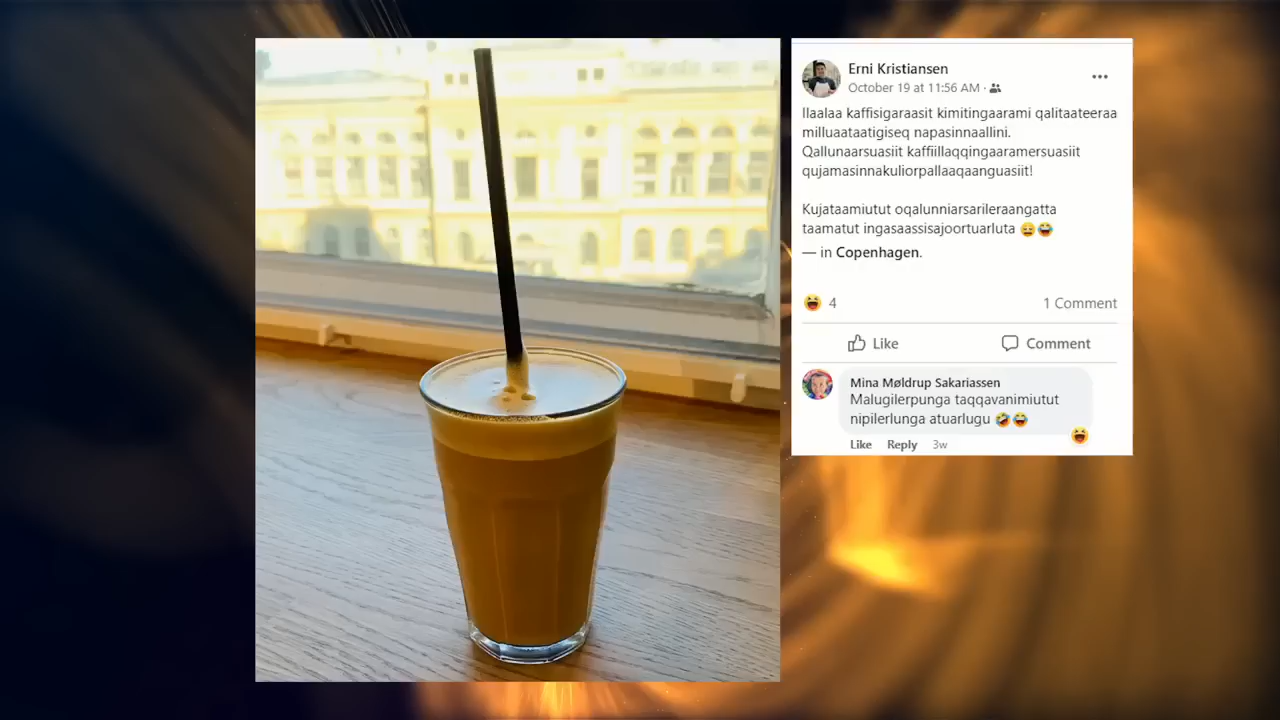 Erni Kristiansen
October 19 at 11:56 AM ·
Ilaalaa kaffisigaraasit kimitingaarami qalitaateeraa
milluaataatigiseq napasinnaallini.
Qallunaarsuasiit kaffiillaqqingaaramersuasiit
qujamasinnakuliorpallaaqaanguasiit!
Kujataamiutut oqalunniarsarileraangatta
taamatut ingasaassisajoortuarluta 😄😂
— in Copenhagen.
😆 4
1 Comment
Like
Comment
Mina Møldrup Sakariassen
Malugilerpunga taqqavanimiutut
nipilerlunga atuarlugu 🤣😂
Like Reply 3w